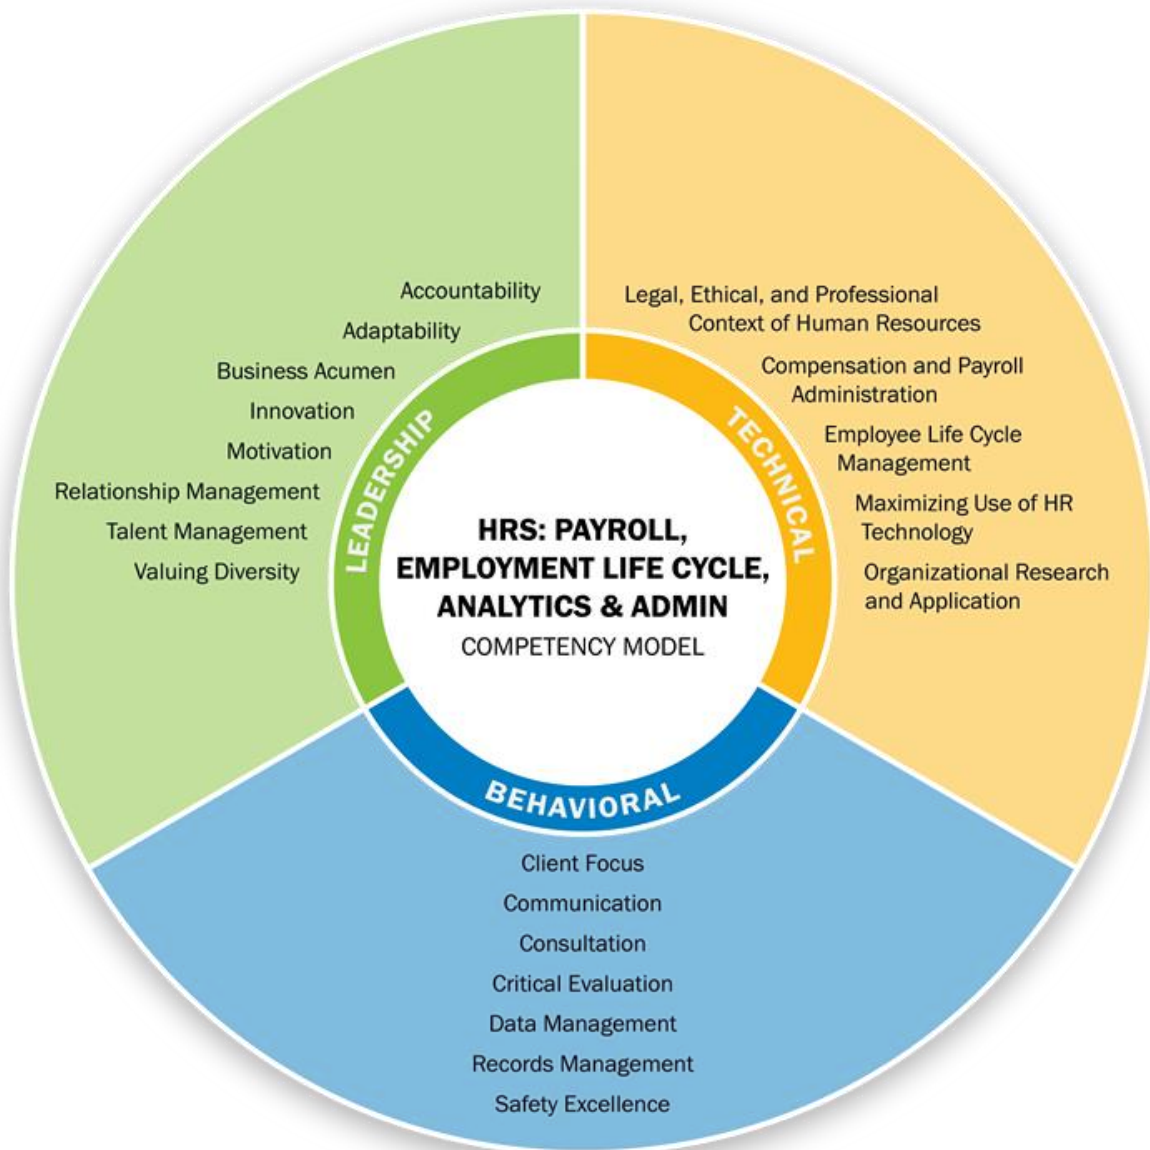 Accountability
Adaptability
Business Acumen
Innovation
Motivation
Relationship Management
Talent Management
Valuing Diversity
LEADERSHIP
Legal, Ethical, and Professional
Context of Human Resources
Compensation and Payroll
Administration
Employee Life Cycle
Management
Maximizing Use of HR
Technology
Organizational Research
and Application
TECHNICAL
HRS: PAYROLL,
EMPLOYMENT LIFE CYCLE,
ANALYTICS & ADMIN
COMPETENCY MODEL
BEHAVIORAL
Client Focus
Communication
Consultation
Critical Evaluation
Data Management
Records Management
Safety Excellence